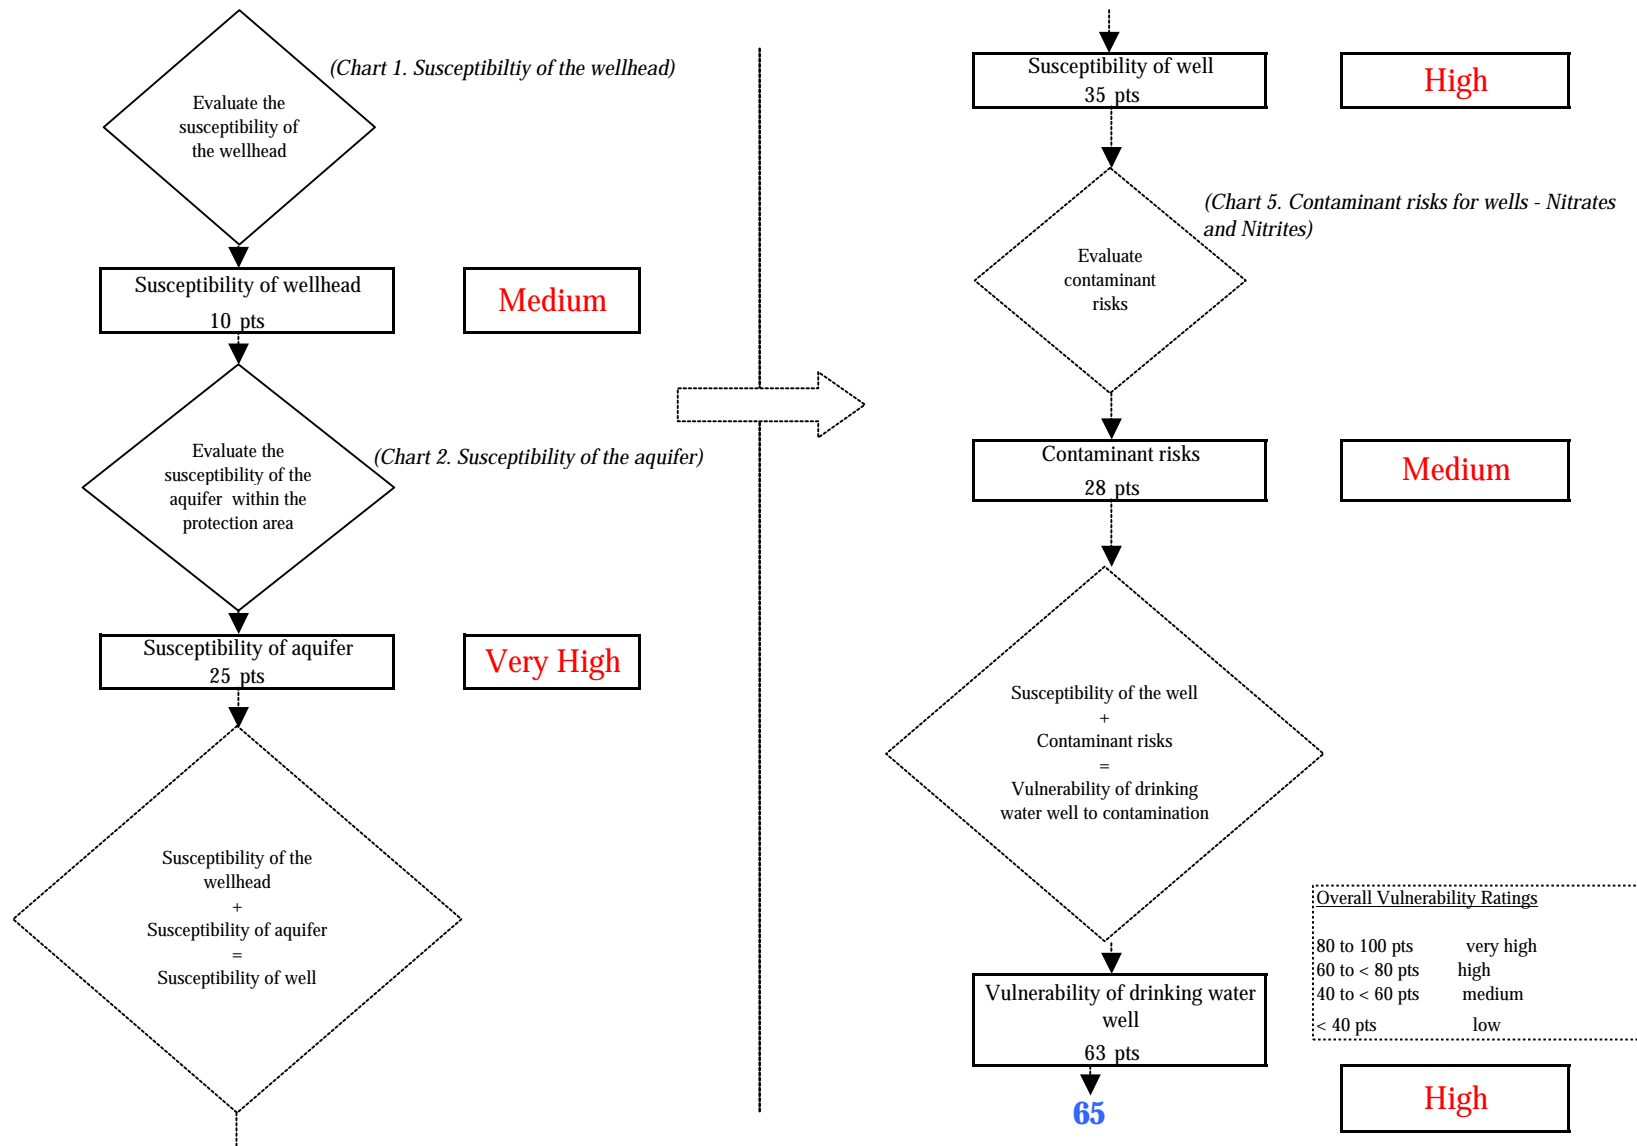 (Chart 1. Susceptibiltiy of the wellhead)
Evaluate the
susceptibility of
the wellhead
Susceptibility of wellhead
10 pts
Medium
Evaluate the
susceptibility of the
aquifer within the
protection area
(Chart 2. Susceptibility of the aquifer)
Susceptibility of aquifer
25 pts
Very High
Susceptibility of the
wellhead
+
Susceptibility of aquifer
=
Susceptibility of well
Susceptibility of well
35 pts
High
(Chart 5. Contaminant risks for wells - Nitrates
and Nitrites)
Evaluate
contaminant
risks
Contaminant risks
28 pts
Medium
Susceptibility of the well
+
Contaminant risks
=
Vulnerability of drinking
water well to contamination
Overall Vulnerability Ratings
80 to 100 pts very high
60 to < 80 pts high
40 to < 60 pts medium
< 40 pts low
Vulnerability of drinking water
well
63 pts
65
High